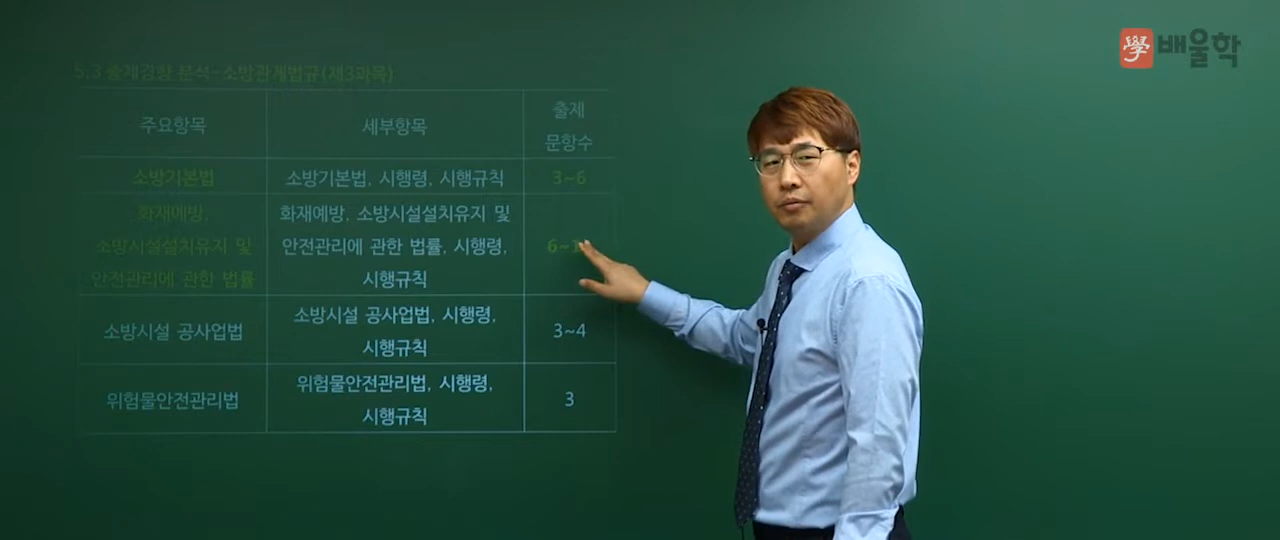 學 배울학
5.3 출제경향 분석-소방관계법규(제3과목)
주요항목
세부항목
출제
문항수
소방기본법
소방기본법, 시행령, 시행규칙
3~6
화재예방,
소방시설설치유지 및
안전관리에 관한 법률
화재예방, 소방시설설치유지 및
안전관리에 관한 법률, 시행령,
시행규칙
6~
소방시설 공사업법
소방시설 공사업법, 시행령,
시행규칙
3~4
위험물안전관리법
위험물안전관리법, 시행령,
시행규칙
3